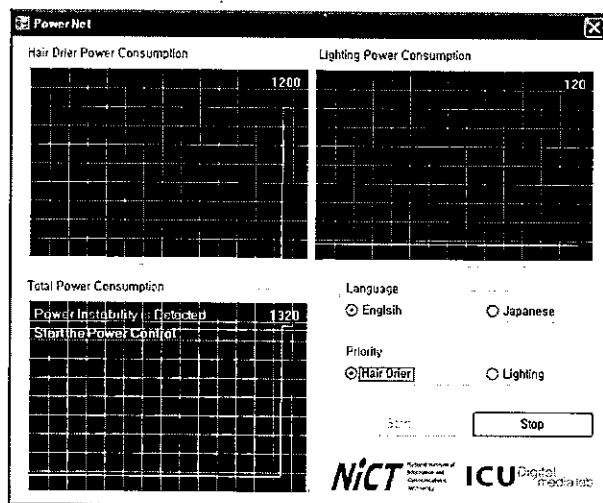 PowerNet
Hair Drier Power Consumption
1200
Lighting Power Consumption
120
Total Power Consumption
Power Instability is Detected
1320
Start the Power Control
Language
Englsih
Japanese
Priority
Hair Drier
Lighting
Start
Stop
NiCT
ICU Digital
media lab